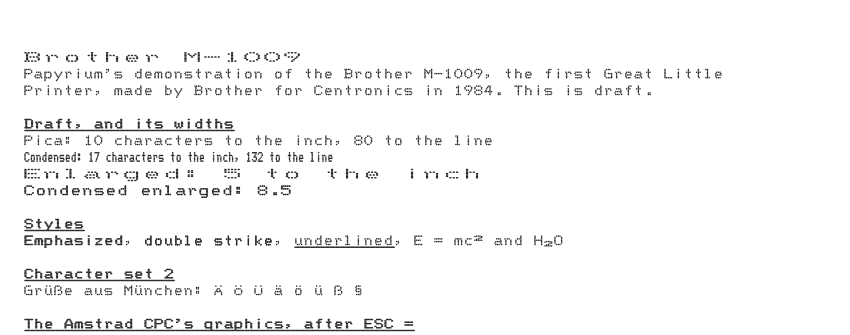 Brother M-1009
Papyrium's demonstration of the Brother M-1009, the first Great Little
Printer, made by Brother for Centronics in 1984. This is draft.
Draft, and its widths
Pica: 10 characters to the inch, 80 to the line
Condensed: 17 characters to the inch, 132 to the line
Enlarged: 5 to the inch
Condensed enlarged: 8.5
Styles
Emphasized, double strike, underlined, E = mc² and H₂O
Character set 2
Grüße aus München: Ä Ö Ü ä ö ü ß §
The Amstrad CPC's graphics, after ESC =